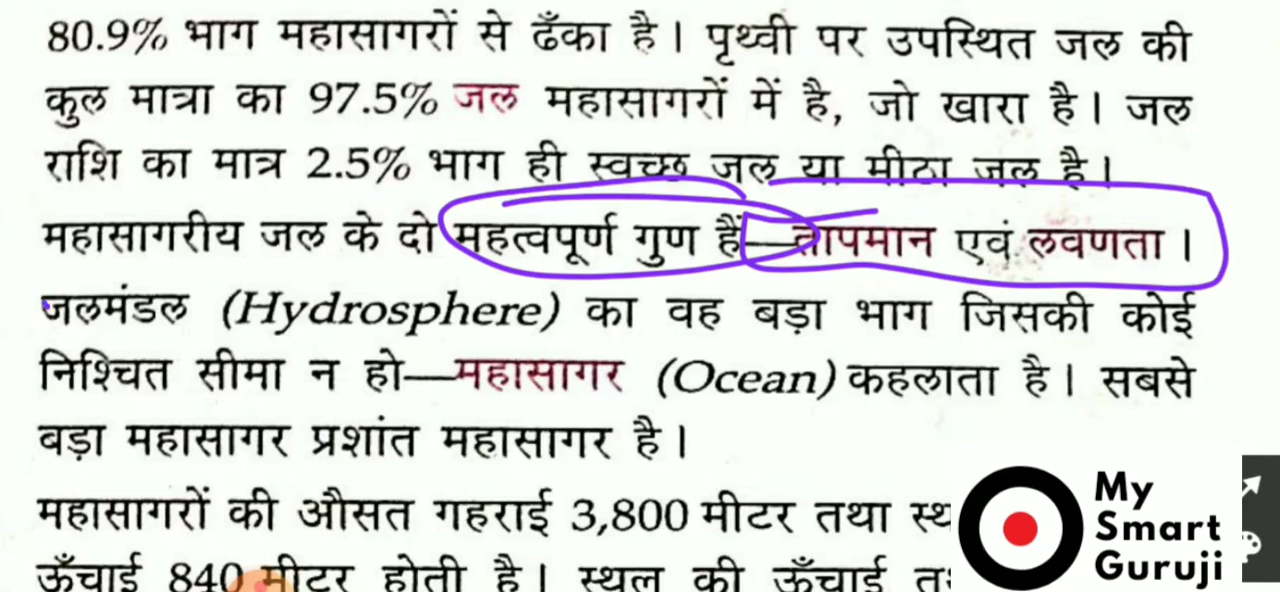 80.9% भाग महासागरों से ढँका है। पृथ्वी पर उपस्थित जल की
कुल मात्रा का 97.5% जल महासागरों में है, जो खारा है। जल
राशि का मात्र 2.5% भाग ही स्वच्छ जल या मीठा जल है।
महासागरीय जल के दो महत्वपूर्ण गुण हैं—तापमान एवं लवणता।
जलमंडल (Hydrosphere) का वह बड़ा भाग जिसकी कोई
निश्चित सीमा न हो—महासागर (Ocean) कहलाता है। सबसे
बड़ा महासागर प्रशांत महासागर है।
महासागरों की औसत गहराई 3,800 मीटर तथा
ऊँचाई 840 मीटर होती है। स्थल की ऊँचाई
My
Smart
Guruji